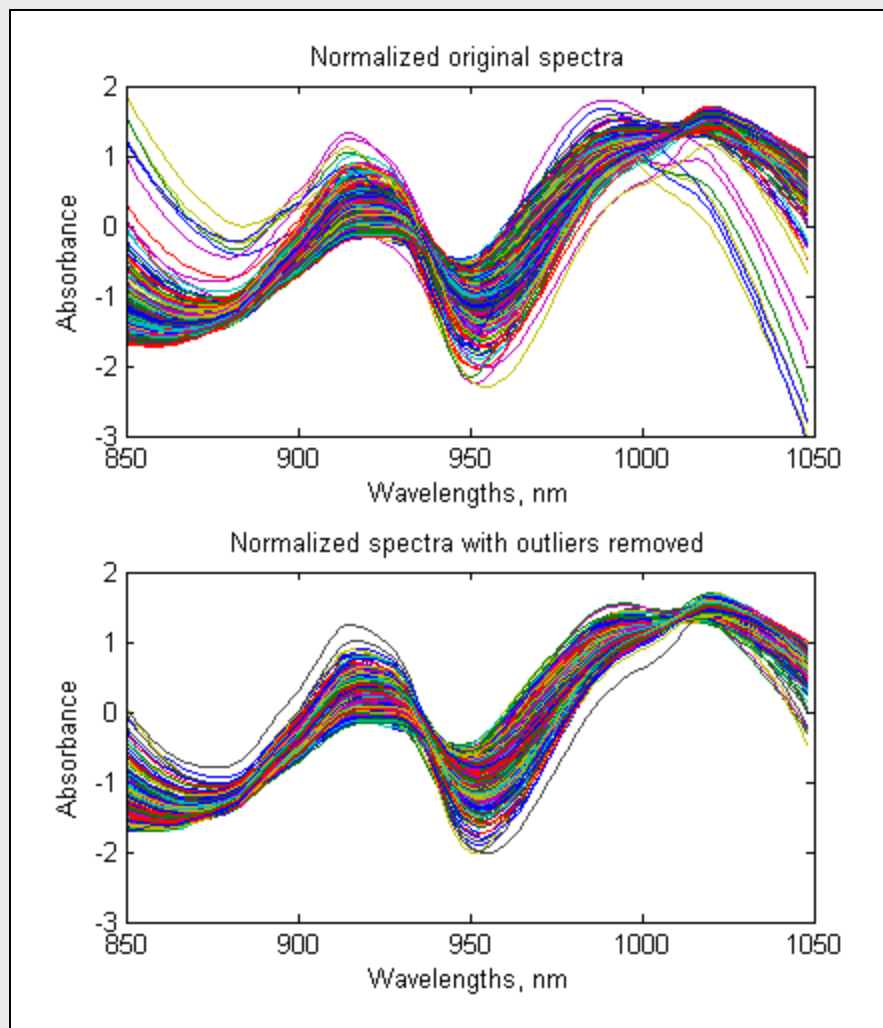 Normalized original spectra
2
1
0
-1
-2
-3
Absorbance
850 900 950 1000 1050
Wavelengths, nm
Normalized spectra with outliers removed
2
1
0
-1
-2
-3
Absorbance
850 900 950 1000 1050
Wavelengths, nm